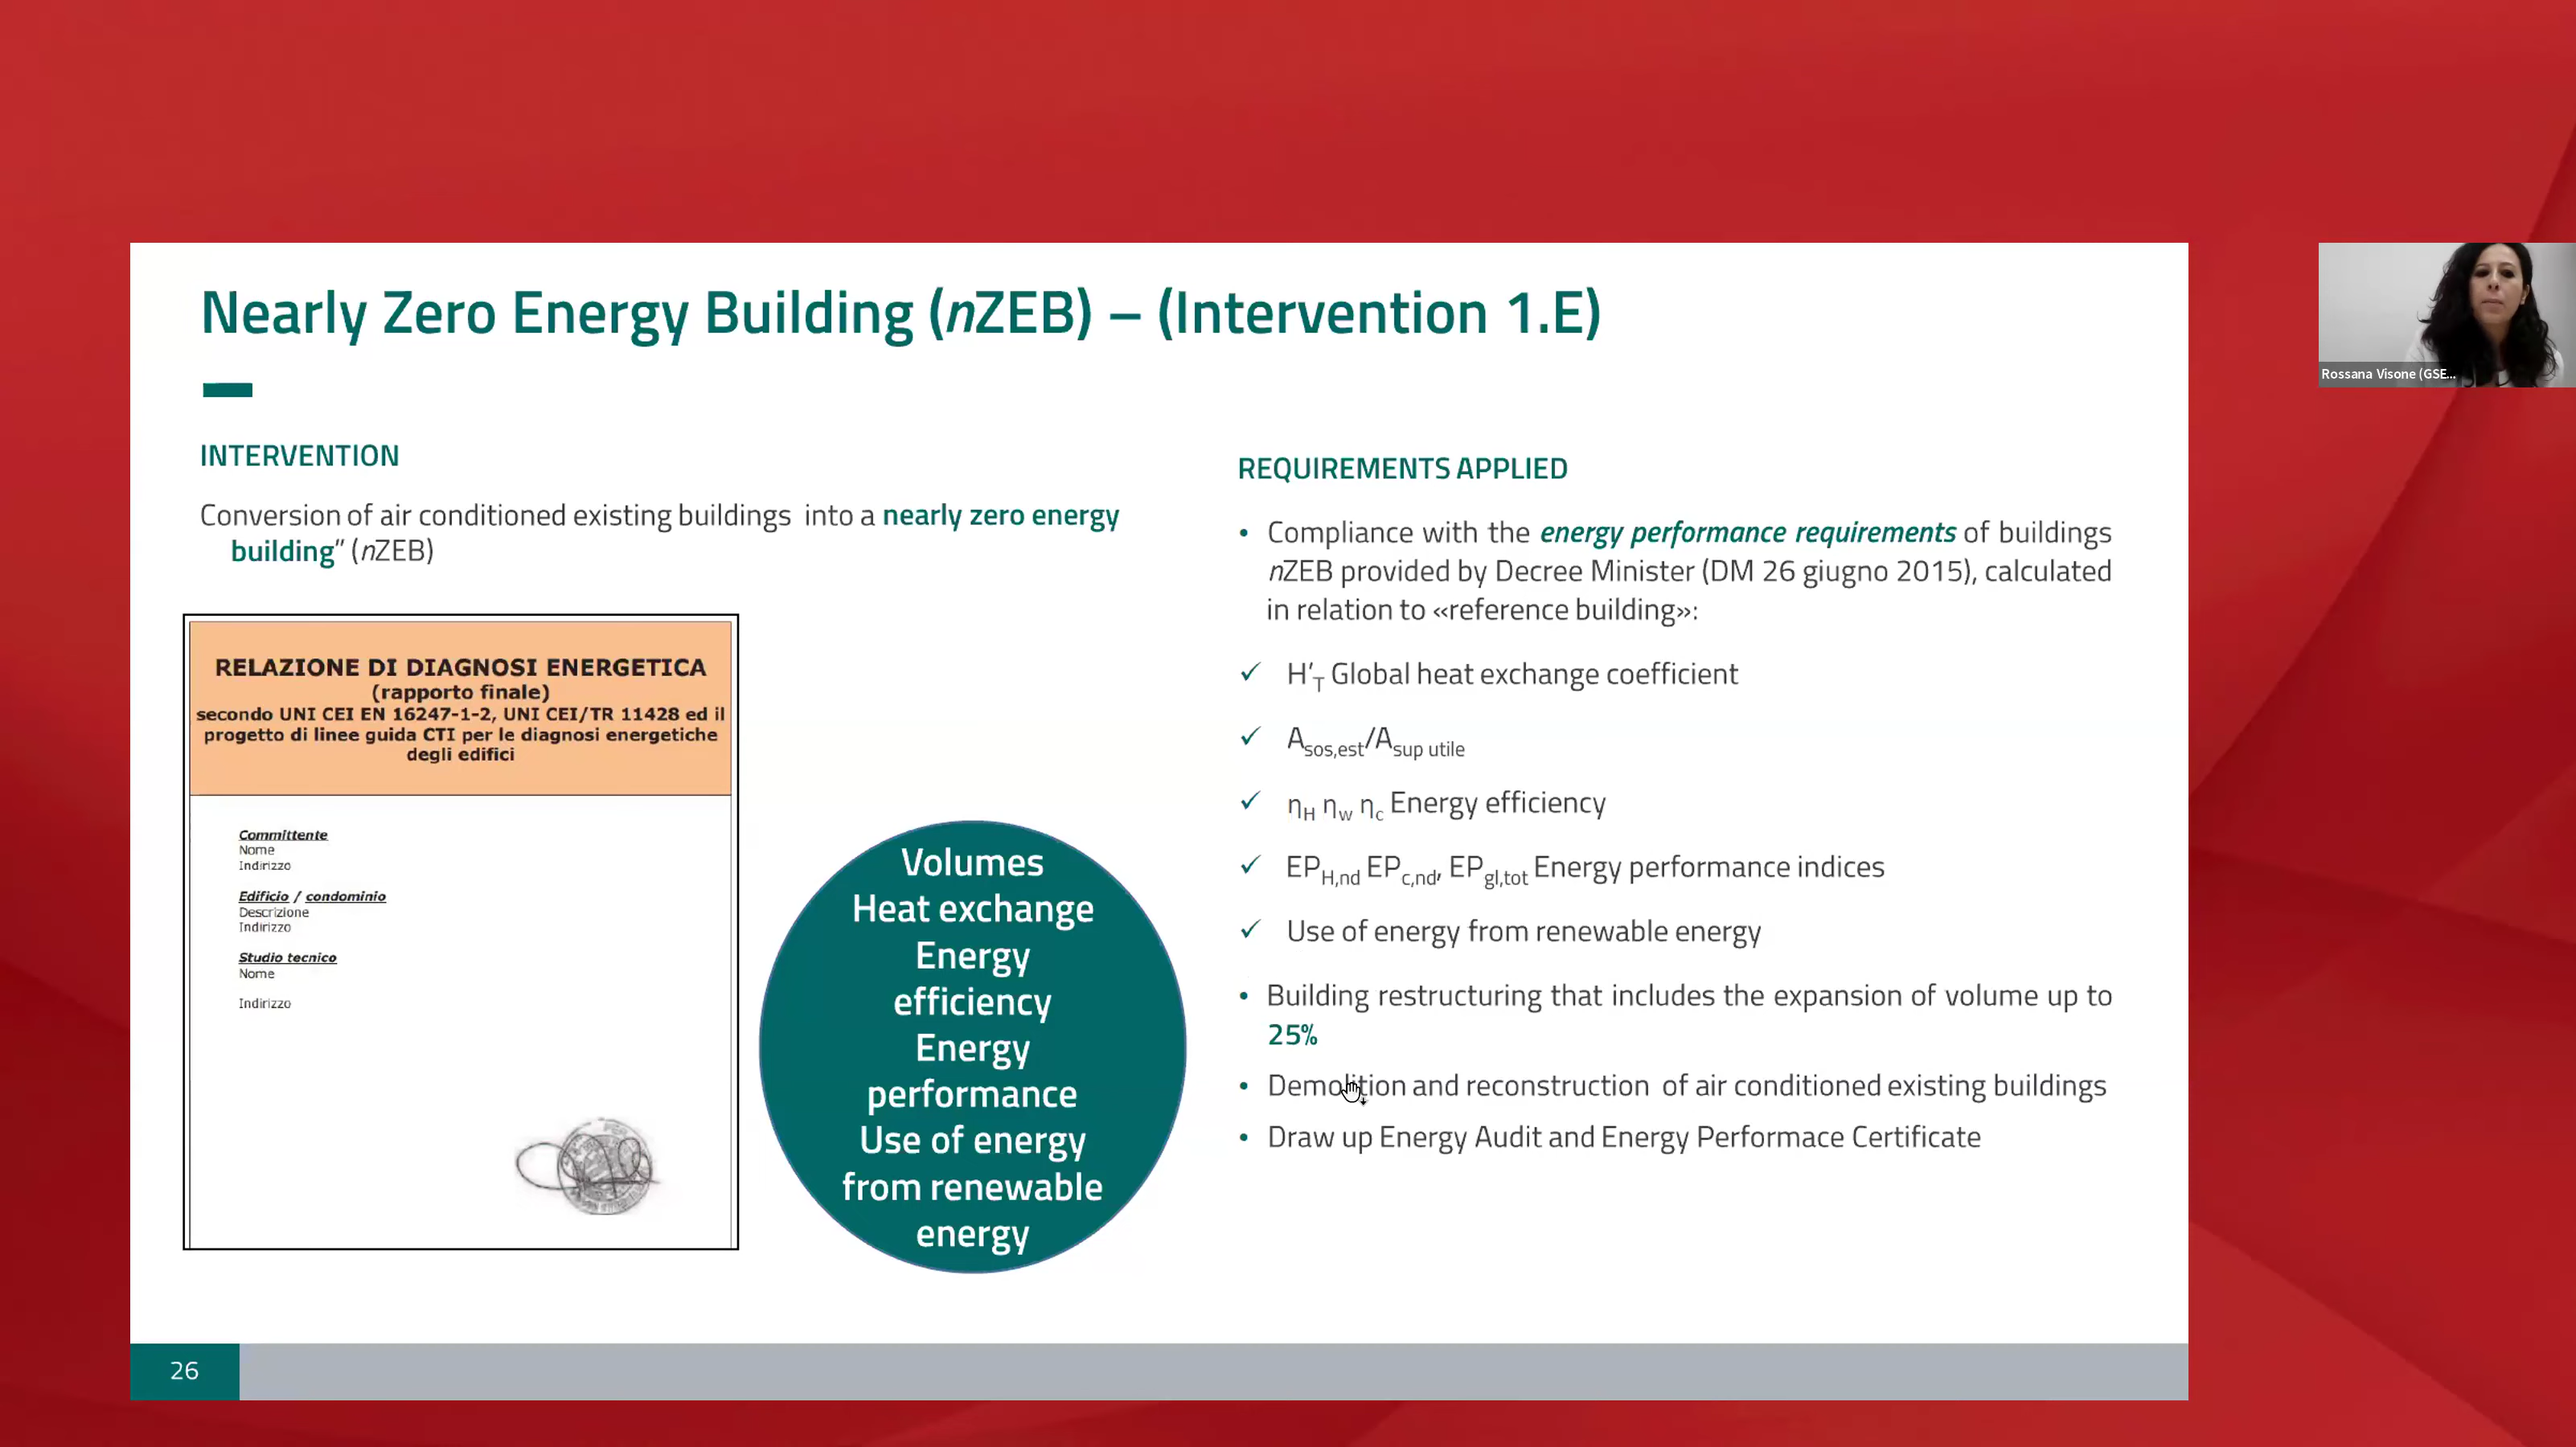 Nearly Zero Energy Building (nZEB) – (Intervention 1.E)
INTERVENTION
Conversion of air conditioned existing buildings into a nearly zero energy
building” (nZEB)
RELAZIONE DI DIAGNOSI ENERGETICA
(rapporto finale)
secondo UNI CEI EN 16247-1-2, UNI CEI/TR 11428 ed il
progetto di linee guida CTI per le diagnosi energetiche
degli edifici
Committente
Nome
Indirizzo
Edificio / condominio
Descrizione
Indirizzo
Studio tecnico
Nome
Indirizzo
Volumes
Heat exchange
Energy
efficiency
Energy
performance
Use of energy
from renewable
energy
REQUIREMENTS APPLIED
• Compliance with the energy performance requirements of buildings
nZEB provided by Decree Minister (DM 26 giugno 2015), calculated
in relation to «reference building»:
✓ H’T Global heat exchange coefficient
✓ Asos,est/Asup utile
✓ ηH ηw ηc Energy efficiency
✓ EPH,nd EPc,nd, EPgl,tot Energy performance indices
✓ Use of energy from renewable energy
• Building restructuring that includes the expansion of volume up to
25%
• Demolition and reconstruction of air conditioned existing buildings
• Draw up Energy Audit and Energy Performace Certificate
26
Rossana Visone (GSE...